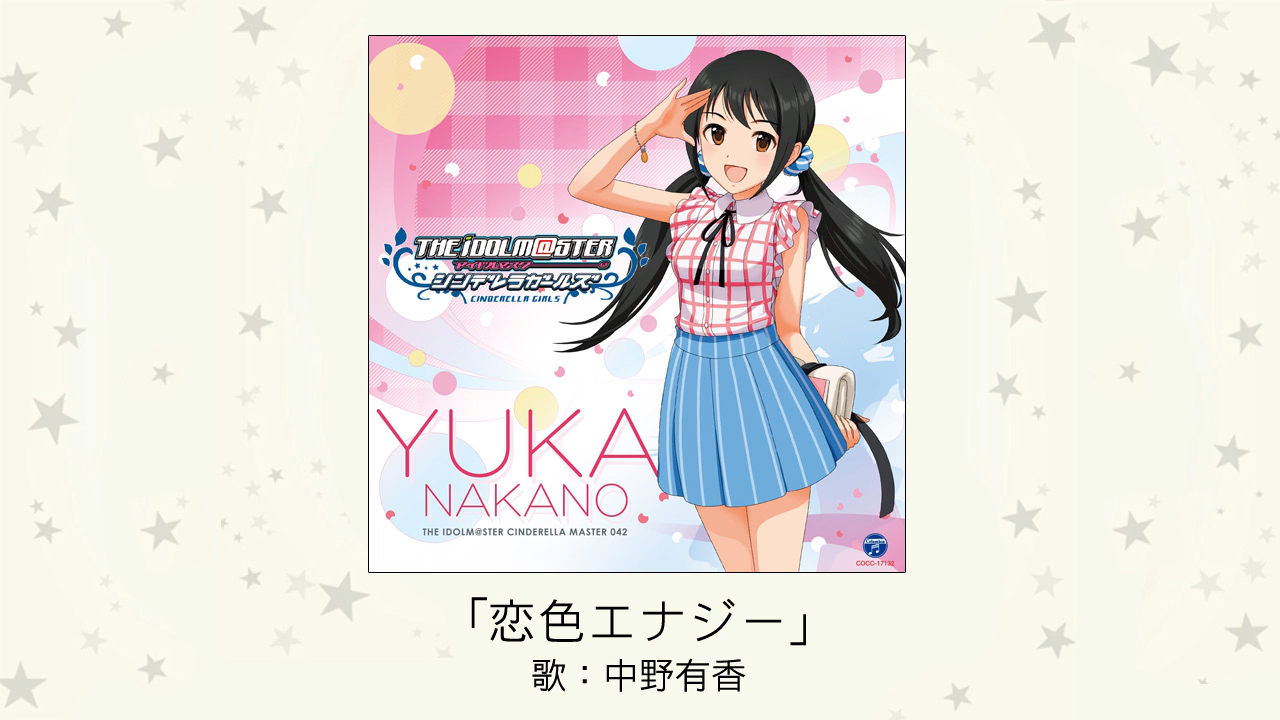 THE iDOLM@STER
アイドルマスター
シンデレラガールズ
CINDERELLA GIRLS
YUKA
NAKANO
THE IDOLM@STER CINDERELLA MASTER 042
Columbia
COCC-17132
「恋色エナジー」
歌：中野有香